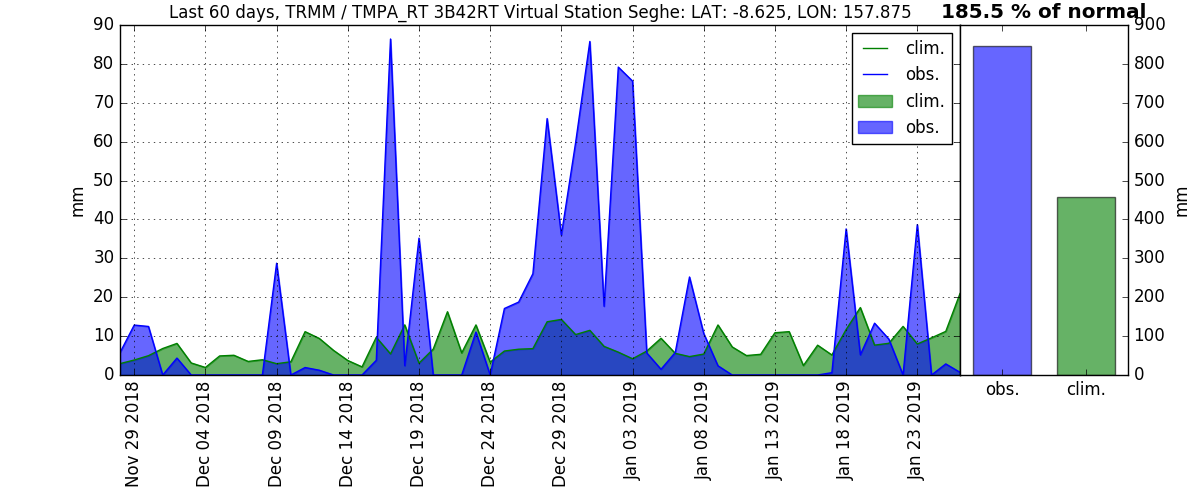 Last 60 days, TRMM / TMPA_RT 3B42RT Virtual Station Seghe: LAT: -8.625, LON: 157.875
185.5 % of normal
90
80
70
60
50
40
30
20
10
0
mm
clim.
obs.
clim.
obs.
900
800
700
600
500
400
300
200
100
0
mm
Nov 29 2018
Dec 04 2018
Dec 09 2018
Dec 14 2018
Dec 19 2018
Dec 24 2018
Dec 29 2018
Jan 03 2019
Jan 08 2019
Jan 13 2019
Jan 18 2019
Jan 23 2019
obs.
clim.